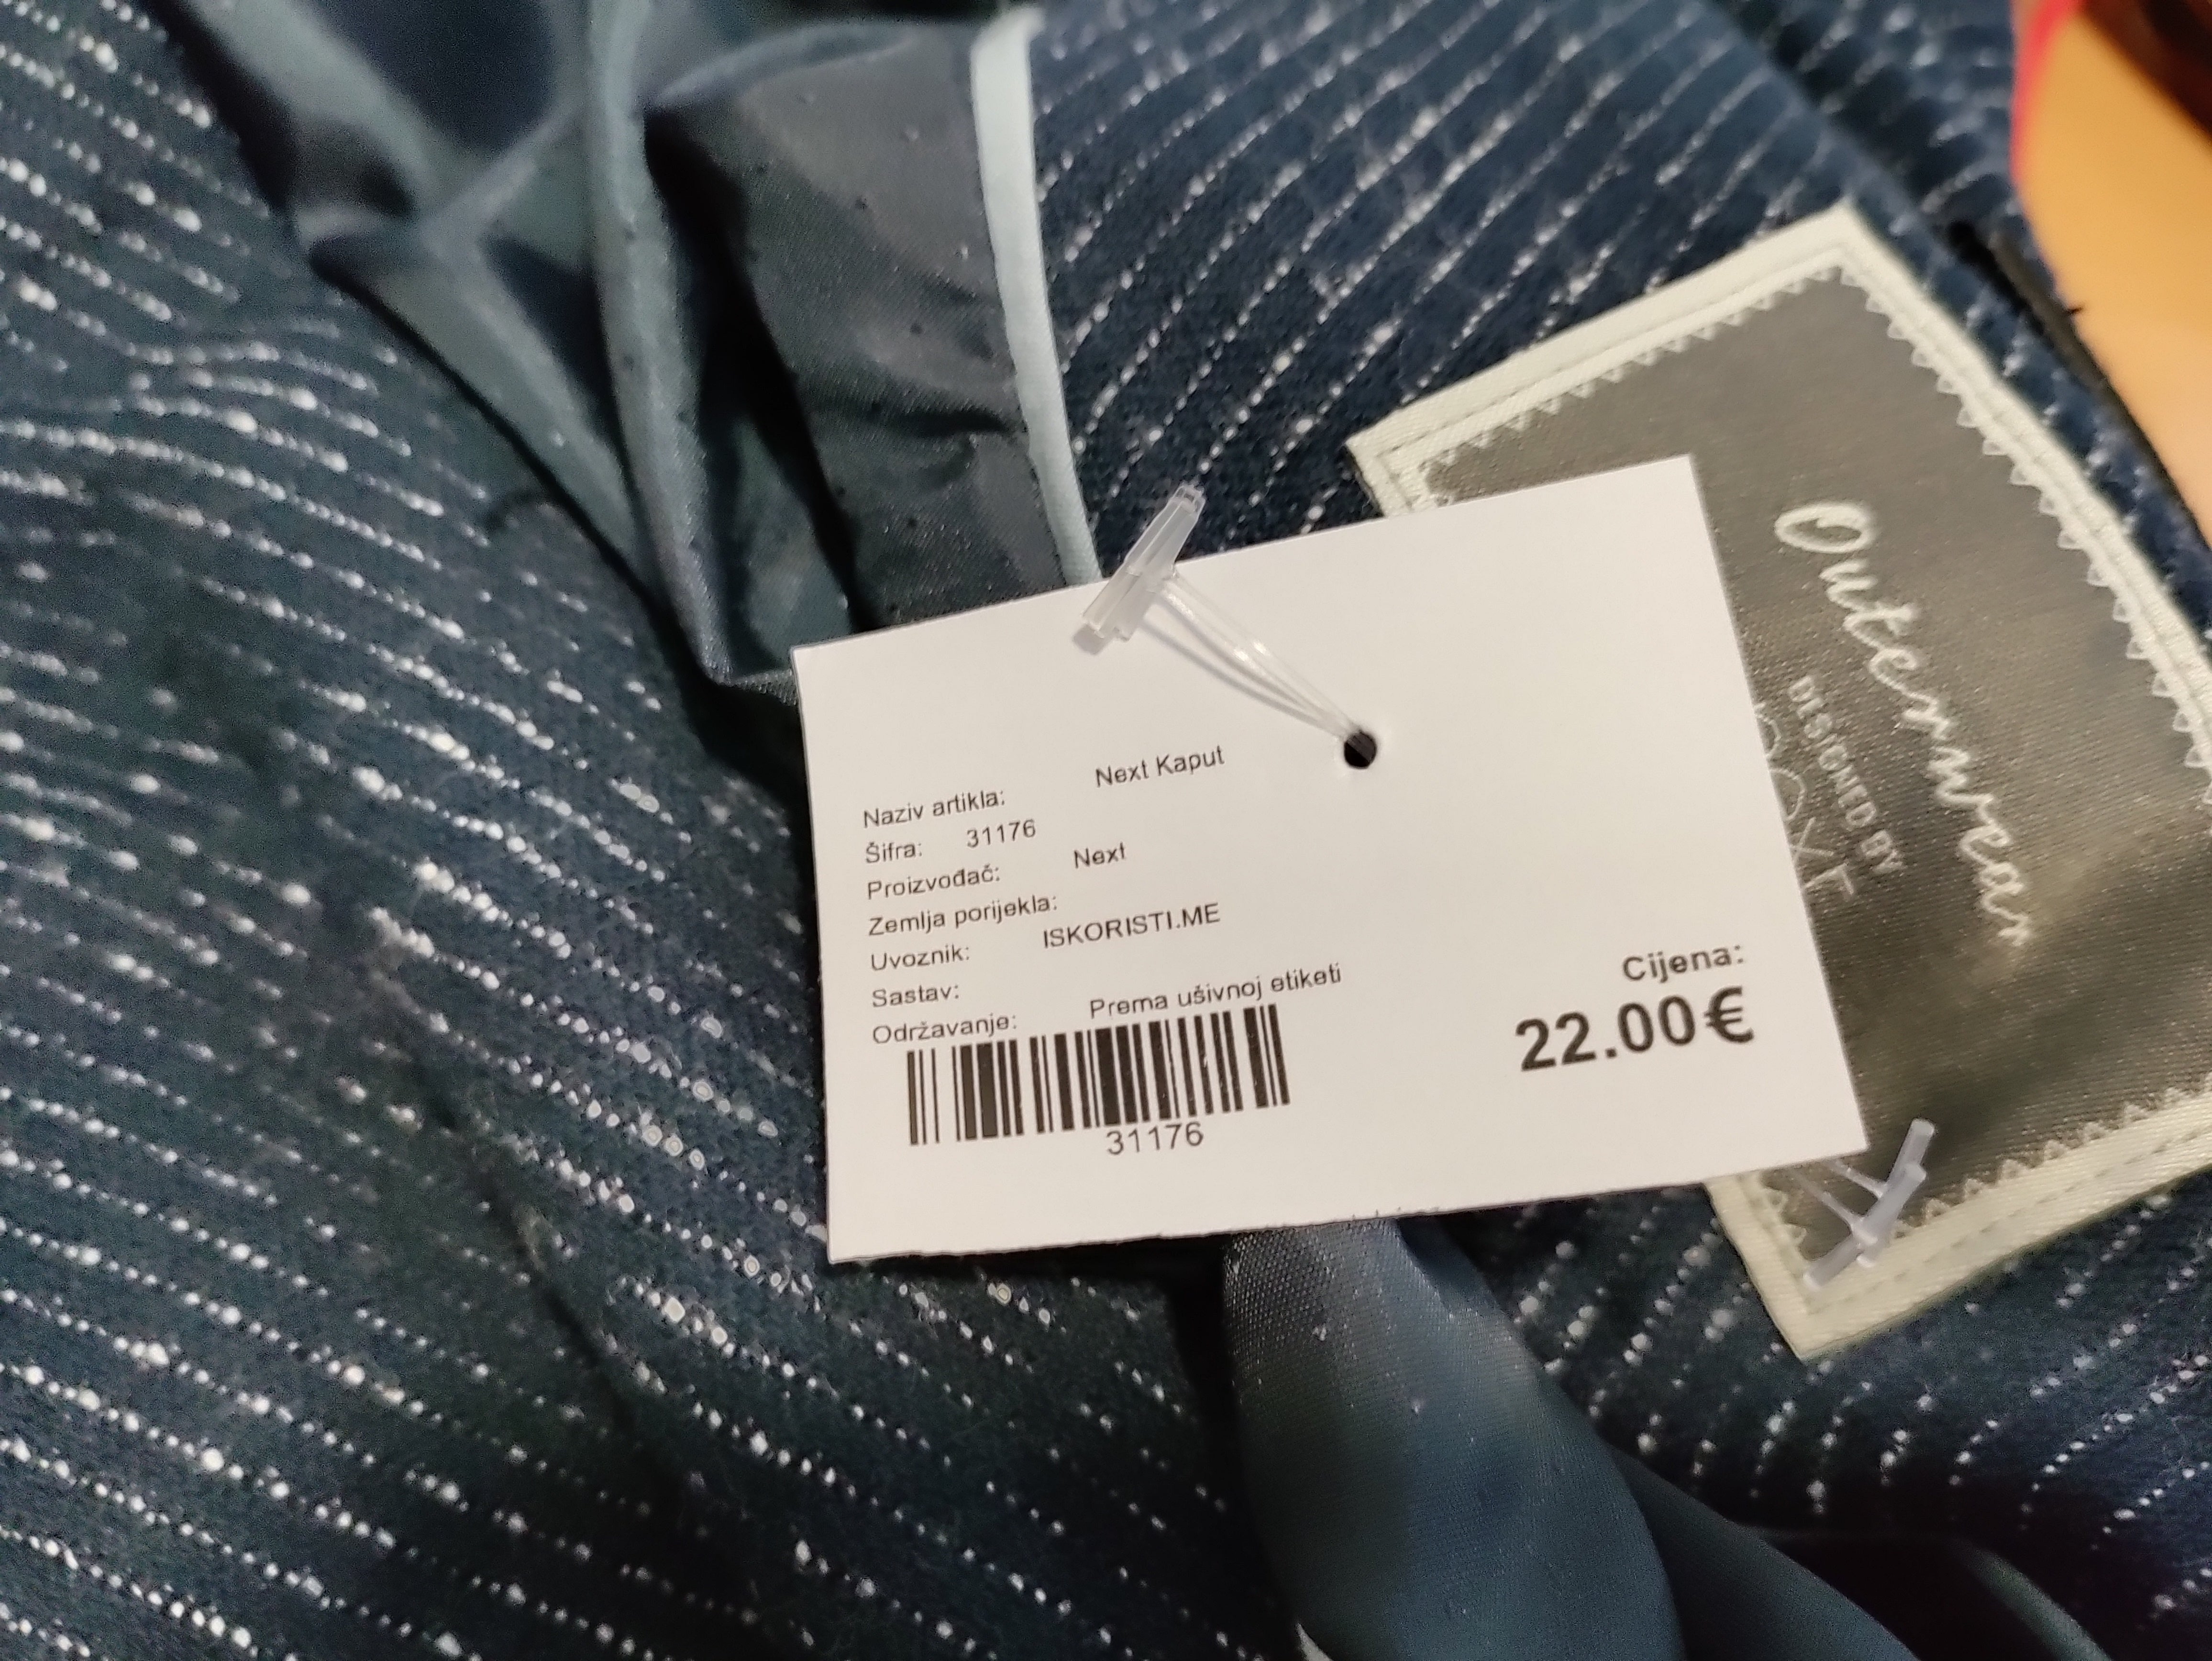 Naziv artikla: Next Kaput
Šifra: 31176
Proizvođač: Next
Zemlja porijekla:
Uvoznik: ISKORISTI.ME
Sastav:
Održavanje: Prema ušivnoj etiketi
31176
Cijena:
22.00€
Outerwear
DESIGNED BY
next